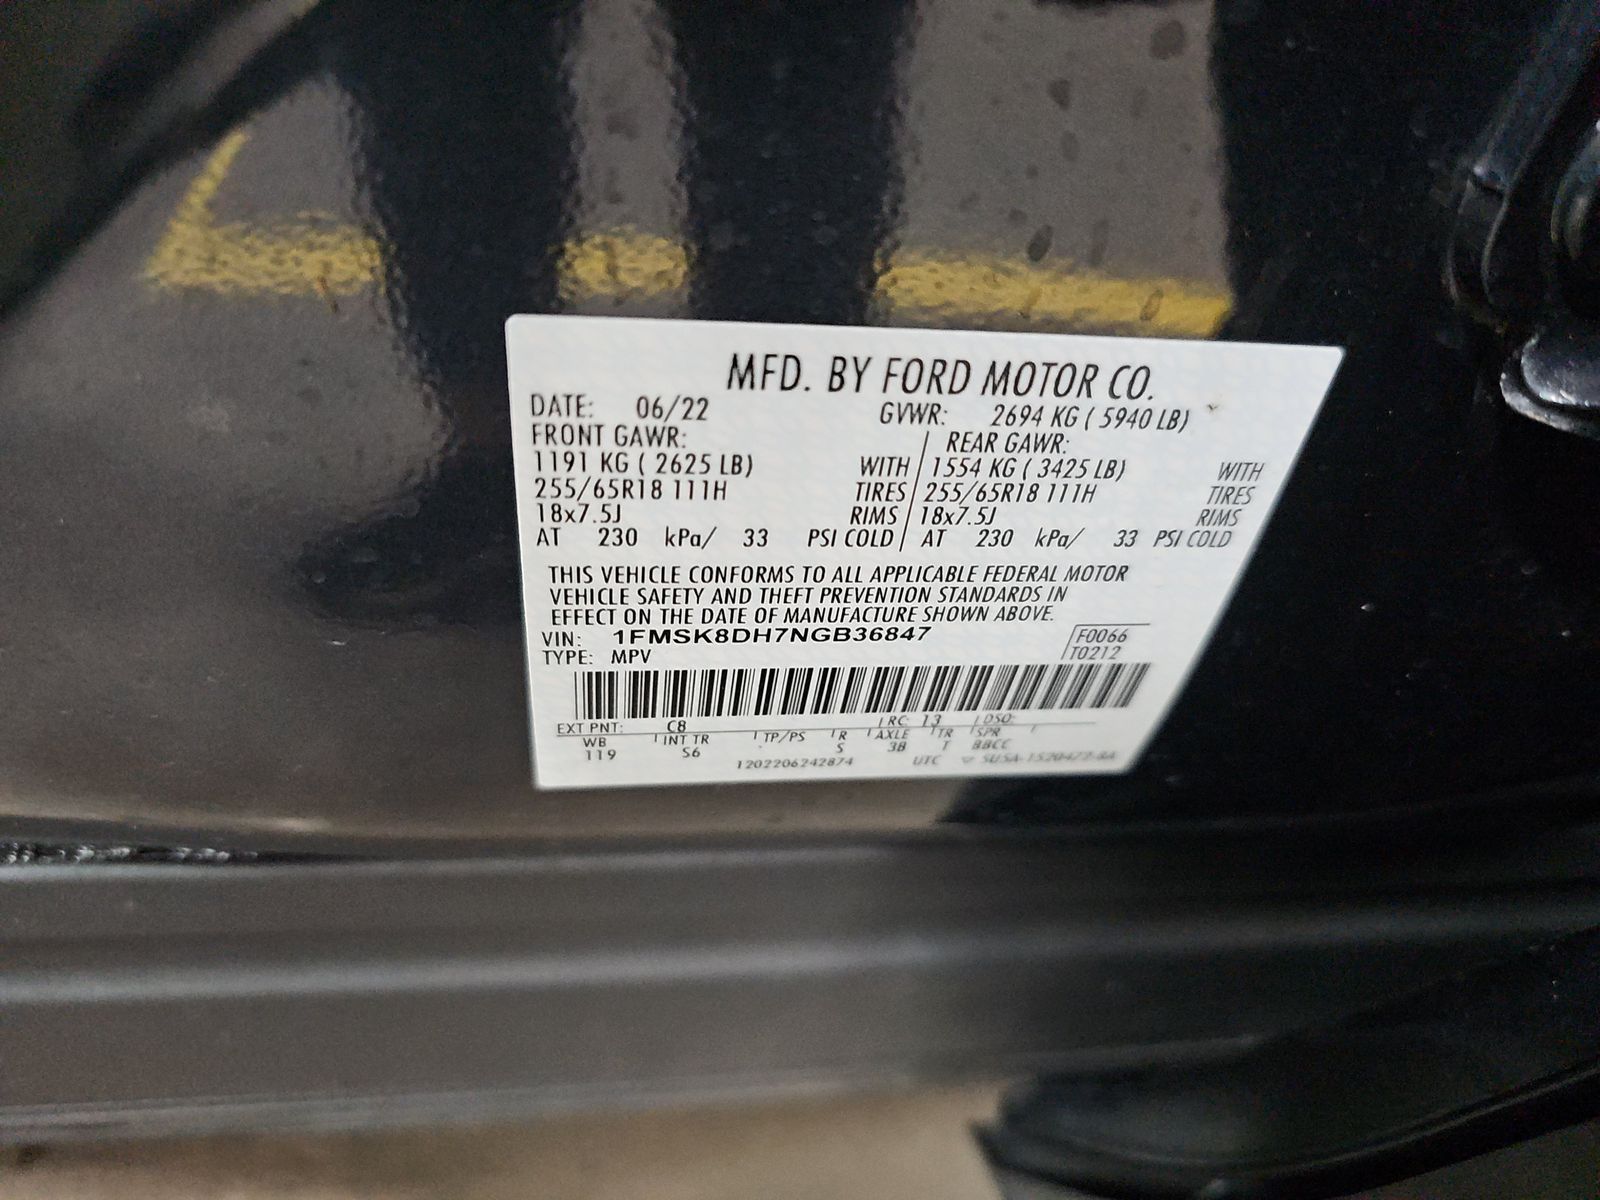 MFD. BY FORD MOTOR CO.
DATE: 06/22 GVWR: 2694 KG ( 5940 LB)
FRONT GAWR: REAR GAWR:
1191 KG ( 2625 LB) WITH 1554 KG ( 3425 LB) WITH
255/65R18 111H TIRES 255/65R18 111H TIRES
18x7.5J RIMS 18x7.5J RIMS
AT 230 kPa/ 33 PSI COLD AT 230 kPa/ 33 PSI COLD
THIS VEHICLE CONFORMS TO ALL APPLICABLE FEDERAL MOTOR
VEHICLE SAFETY AND THEFT PREVENTION STANDARDS IN
EFFECT ON THE DATE OF MANUFACTURE SHOWN ABOVE.
VIN: 1FMSK8DH7NGB36847 F0066
TYPE: MPV T0212
EXT PNT: C8 RC: 13 DSO:
WB INT TR TP/PS R AXLE TR SPR
119 S6 S 3B T BBCC
1202206242874 UTC